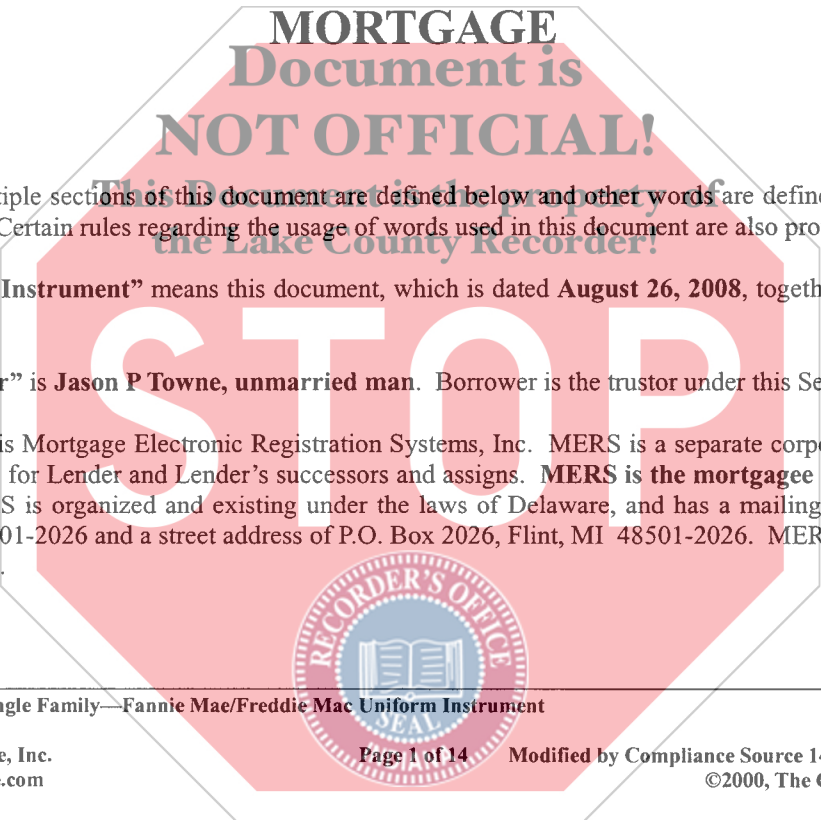 MORTGAGE
Document is
NOT OFFICIAL!
This Document is the property of
the Lake County Recorder!
tiple sections of this document are defined below and other words are define
Certain rules regarding the usage of words used in this document are also pro
Instrument” means this document, which is dated August 26, 2008, togeth
r” is Jason P Towne, unmarried man. Borrower is the trustor under this Se
is Mortgage Electronic Registration Systems, Inc. MERS is a separate corpo
for Lender and Lender’s successors and assigns. MERS is the mortgagee
S is organized and existing under the laws of Delaware, and has a mailing
01-2026 and a street address of P.O. Box 2026, Flint, MI 48501-2026. MER
STOP
RECORDER'S OFFICE
SEAL
INDIANA
ngle Family—Fannie Mae/Freddie Mac Uniform Instrument
e, Inc.
Page 1 of 14
Modified by Compliance Source 14
e.com
©2000, The C